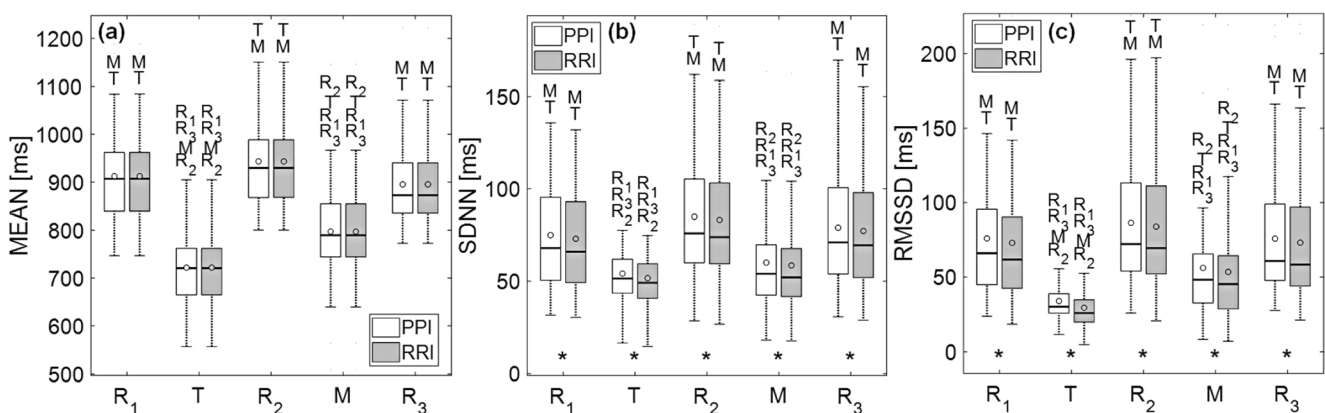 (a)
MEAN [ms]
1200
1100
1000
900
800
700
600
500
M M
T T
R1 R1
R3 R3
M M
R2 R2
T T
M M
R2 R2
T T
R1 R1
R3 R3
M M
T T
PPI
RRI
R1 T R2 M R3
(b)
SDNN [ms]
150
100
50
0
PPI
RRI
M M
T T
R1 R1
R3 R3
R2 R2
T T
M M
R2 R2
R1 R1
R3 R3
M M
T T
* * * * *
R1 T R2 M R3
(c)
RMSSD [ms]
200
150
100
50
0
PPI
RRI
M M
T T
R1 R1
R3 R3
M M
R2 R2
T T
M M
R2 R2
T T
R1 R1
R3 R3
M M
T T
* * * * *
R1 T R2 M R3